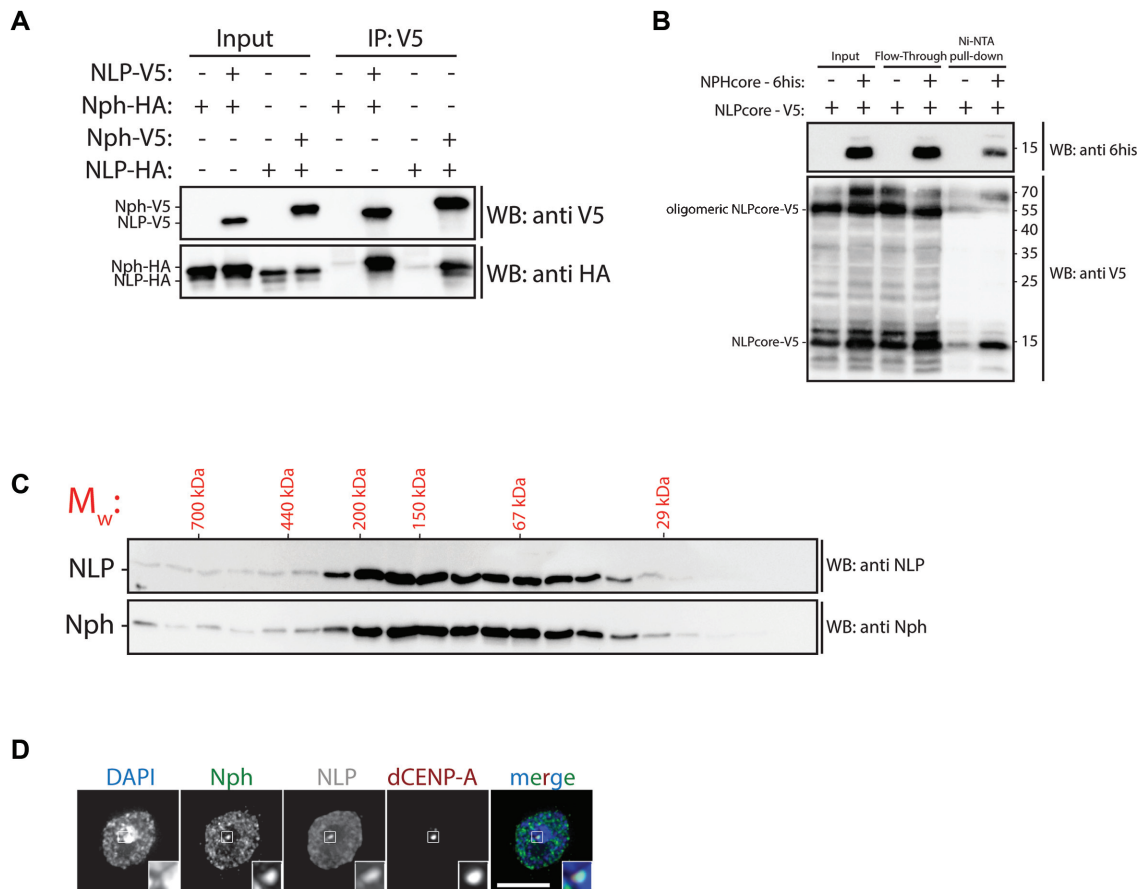 A
Input IP: V5
NLP-V5: - + - - - + - -
Nph-HA: + + - - + + - -
Nph-V5: - - - + - - - +
NLP-HA: - - + + - - + +
Nph-V5
NLP-V5
WB: anti V5
Nph-HA
NLP-HA
WB: anti HA
B
Input Flow-Through Ni-NTA pull-down
NPHcore - 6his: - + - + - +
NLPcore - V5: + + + + + +
15
WB: anti 6his
70
oligomeric NLPcore-V5 - 55
40
35
25
WB: anti V5
NLPcore-V5 - 15
C
Mw: 700 kDa 440 kDa 200 kDa 150 kDa 67 kDa 29 kDa
NLP WB: anti NLP
Nph WB: anti Nph
D
DAPI Nph NLP dCENP-A merge